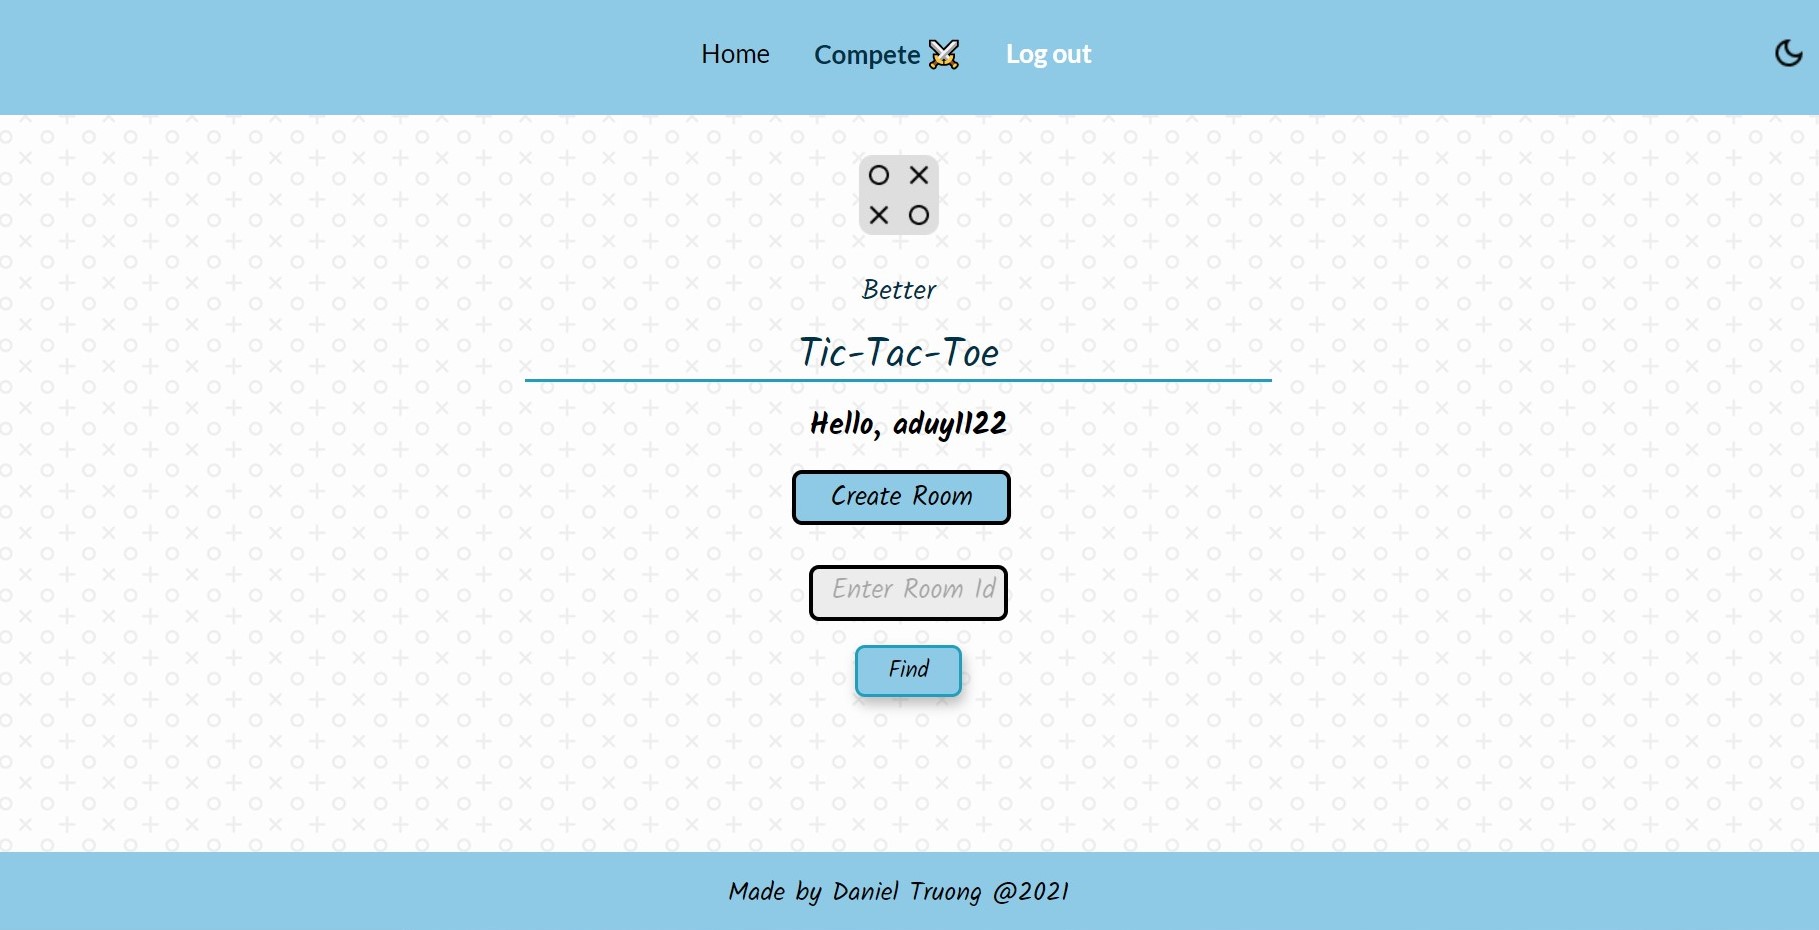 Home Compete Log out
Better
Tic-Tac-Toe
Hello, aduy1122
Create Room
Enter Room Id
Find
Made by Daniel Truong @2021